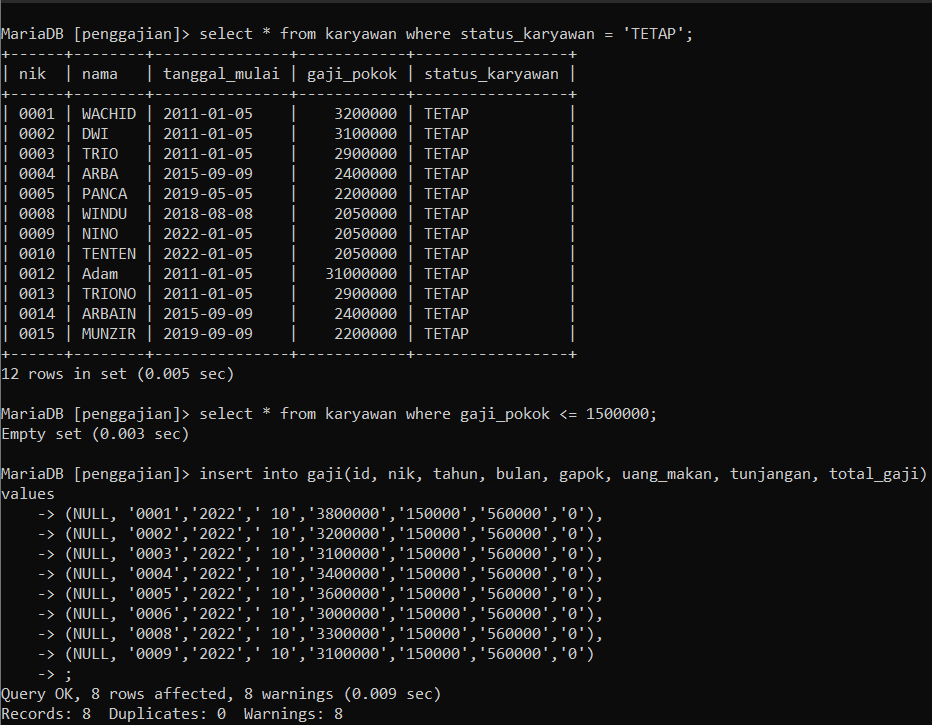 MariaDB [penggajian]> select * from karyawan where status_karyawan = 'TETAP';
+------+--------+---------------+------------+-----------------+
| nik  | nama   | tanggal_mulai | gaji_pokok | status_karyawan |
+------+--------+---------------+------------+-----------------+
| 0001 | WACHID | 2011-01-05    |    3200000 | TETAP           |
| 0002 | DWI    | 2011-01-05    |    3100000 | TETAP           |
| 0003 | TRIO   | 2011-01-05    |    2900000 | TETAP           |
| 0004 | ARBA   | 2015-09-09    |    2400000 | TETAP           |
| 0005 | PANCA  | 2019-05-05    |    2200000 | TETAP           |
| 0008 | WINDU  | 2018-08-08    |    2050000 | TETAP           |
| 0009 | NINO   | 2022-01-05    |    2050000 | TETAP           |
| 0010 | TENTEN | 2022-01-05    |    2050000 | TETAP           |
| 0012 | Adam   | 2011-01-05    |   31000000 | TETAP           |
| 0013 | TRIONO | 2011-01-05    |    2900000 | TETAP           |
| 0014 | ARBAIN | 2015-09-09    |    2400000 | TETAP           |
| 0015 | MUNZIR | 2019-09-09    |    2200000 | TETAP           |
+------+--------+---------------+------------+-----------------+
12 rows in set (0.005 sec)
MariaDB [penggajian]> select * from karyawan where gaji_pokok <= 1500000;
Empty set (0.003 sec)
MariaDB [penggajian]> insert into gaji(id, nik, tahun, bulan, gapok, uang_makan, tunjangan, total_gaji)
values
    -> (NULL, '0001','2022',' 10','3800000','150000','560000','0'),
    -> (NULL, '0002','2022',' 10','3200000','150000','560000','0'),
    -> (NULL, '0003','2022',' 10','3100000','150000','560000','0'),
    -> (NULL, '0004','2022',' 10','3400000','150000','560000','0'),
    -> (NULL, '0005','2022',' 10','3600000','150000','560000','0'),
    -> (NULL, '0006','2022',' 10','3000000','150000','560000','0'),
    -> (NULL, '0008','2022',' 10','3300000','150000','560000','0'),
    -> (NULL, '0009','2022',' 10','3100000','150000','560000','0')
    -> ;
Query OK, 8 rows affected, 8 warnings (0.009 sec)
Records: 8  Duplicates: 0  Warnings: 8